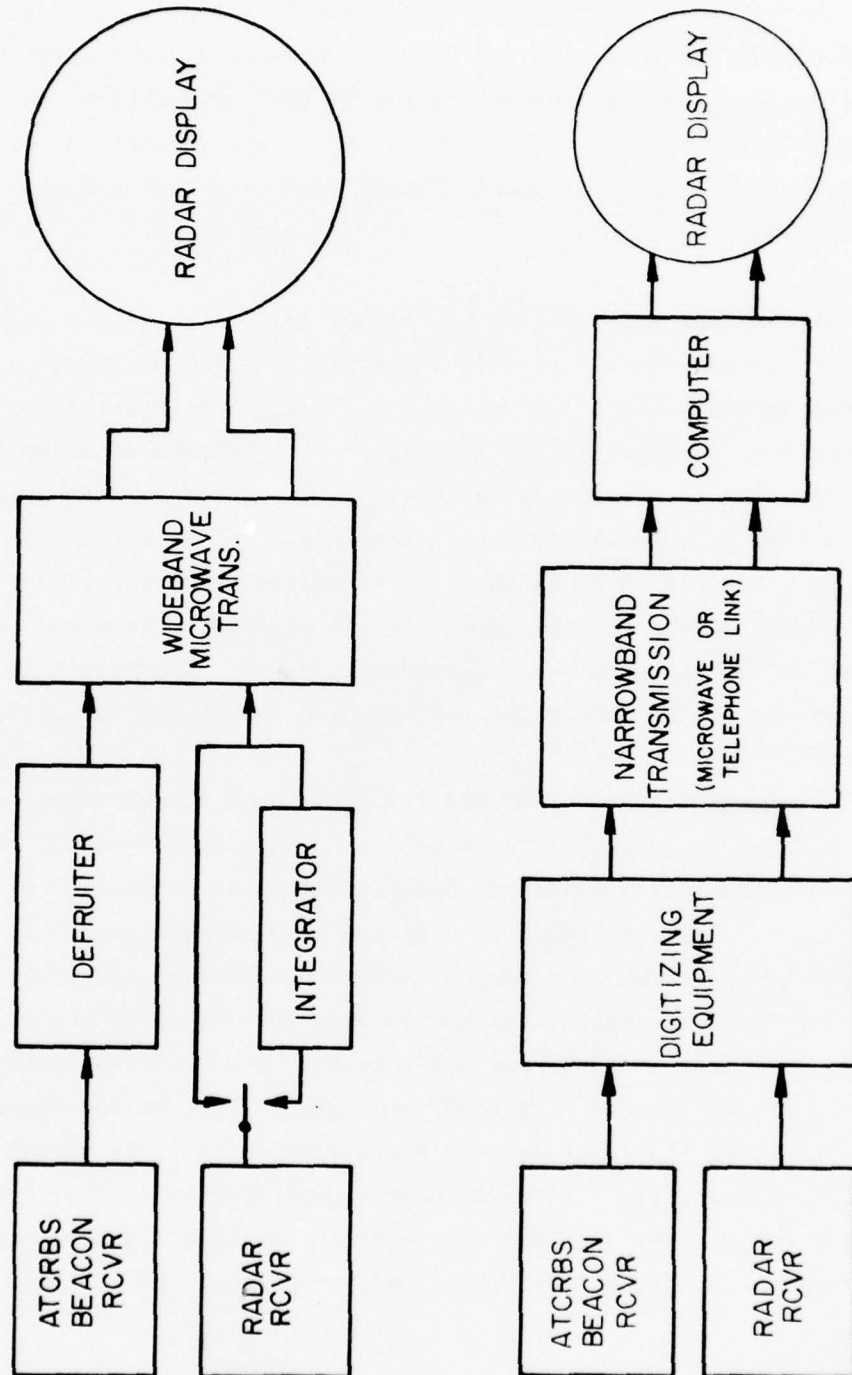 ATCRBS
BEACON
RCVR
DEFRUITER
WIDEBAND
MICROWAVE
TRANS.
RADAR DISPLAY
RADAR
RCVR
INTEGRATOR
ATCRBS
BEACON
RCVR
RADAR
RCVR
DIGITIZING
EQUIPMENT
NARROWBAND
TRANSMISSION
(MICROWAVE OR
TELEPHONE LINK)
COMPUTER
RADAR DISPLAY